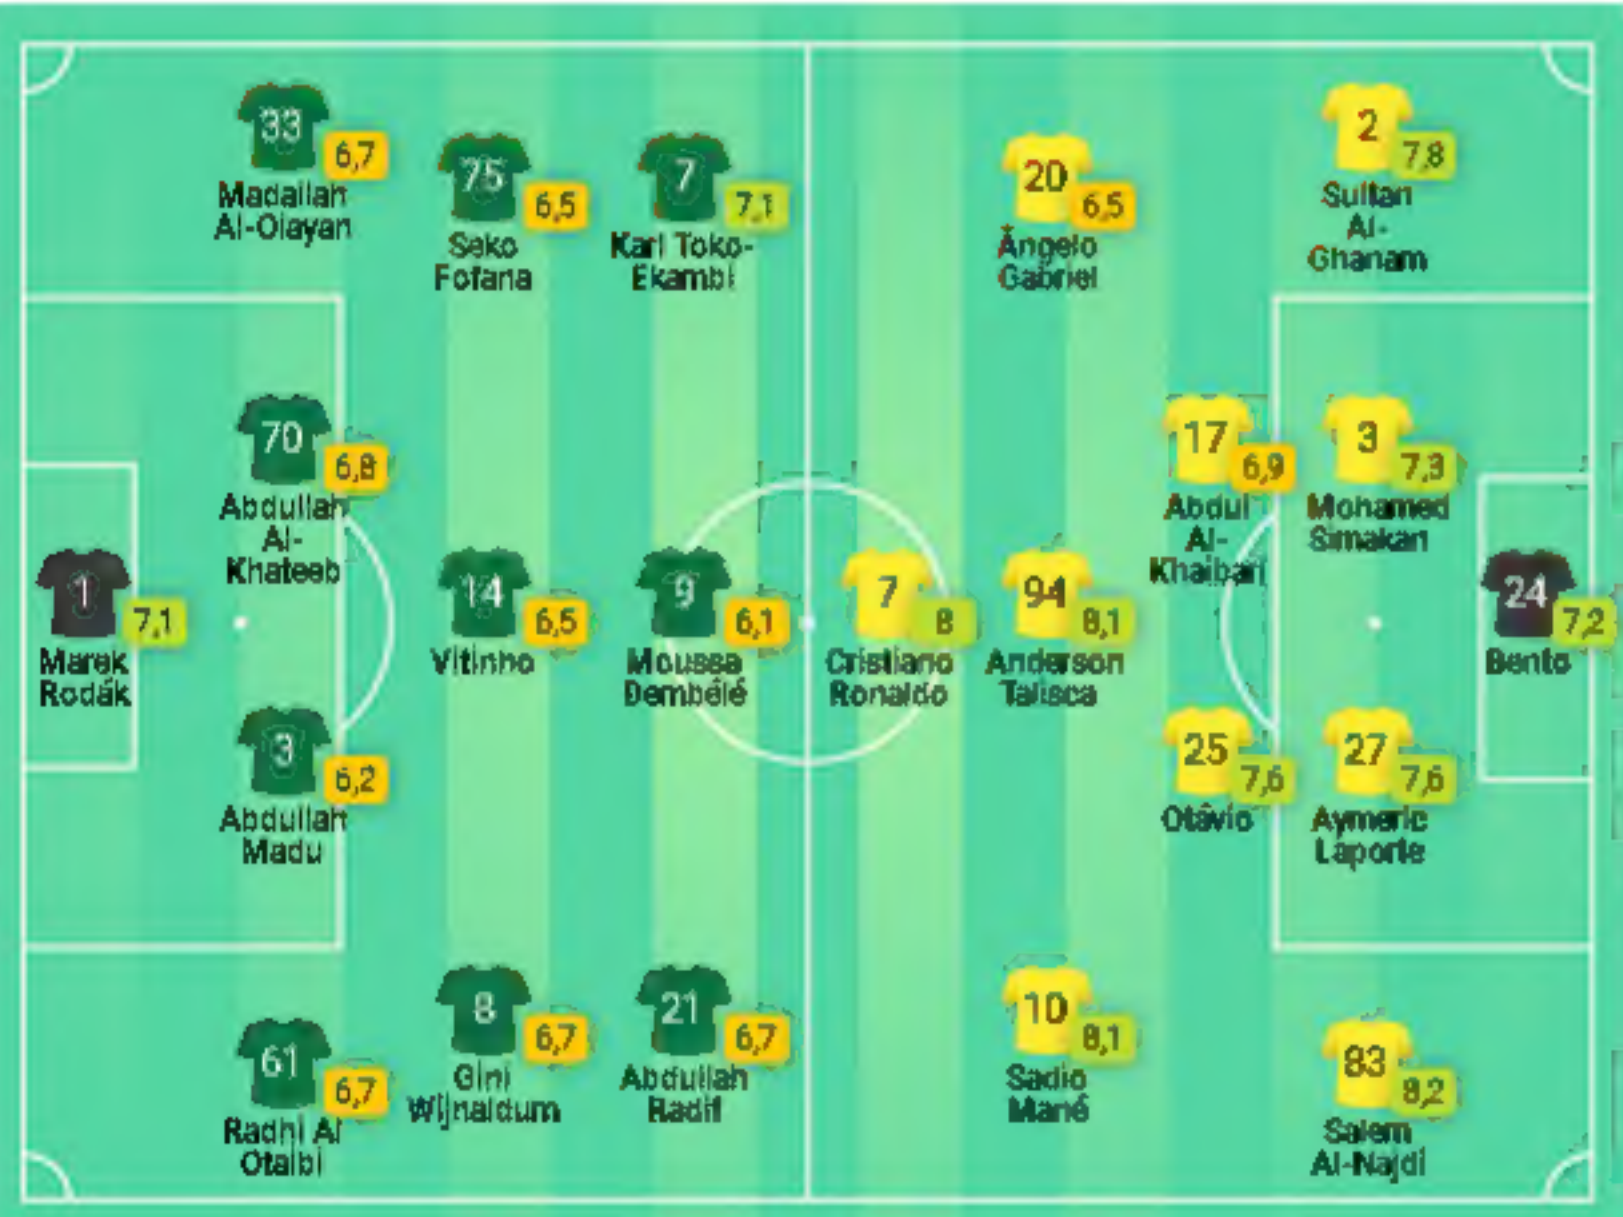 33
6,7
Madallah
Al-Olayan
75
6,5
Seko
Fofana
7
7,1
Karl Toko-
Ekambi
20
6,5
Ângelo
Gabriel
2
7,8
Sultan
Al-
Ghanam
70
6,8
Abdullah
Al-
Khateeb
17
6,9
Abdul
Al-
Khaibari
3
7,3
Mohamed
Simakan
1
7,1
Marek
Rodák
14
6,5
Vitinho
9
6,1
Moussa
Dembélé
7
8
Cristiano
Ronaldo
94
8,1
Anderson
Talisca
24
7,2
Bento
3
6,2
Abdullah
Madu
25
7,6
Otávio
27
7,6
Aymeric
Laporte
61
6,7
Radhi Al
Otaibi
8
6,7
Gini
Wijnaldum
21
6,7
Abdullah
Radif
10
8,1
Sadio
Mané
83
8,2
Salem
Al-Najdi